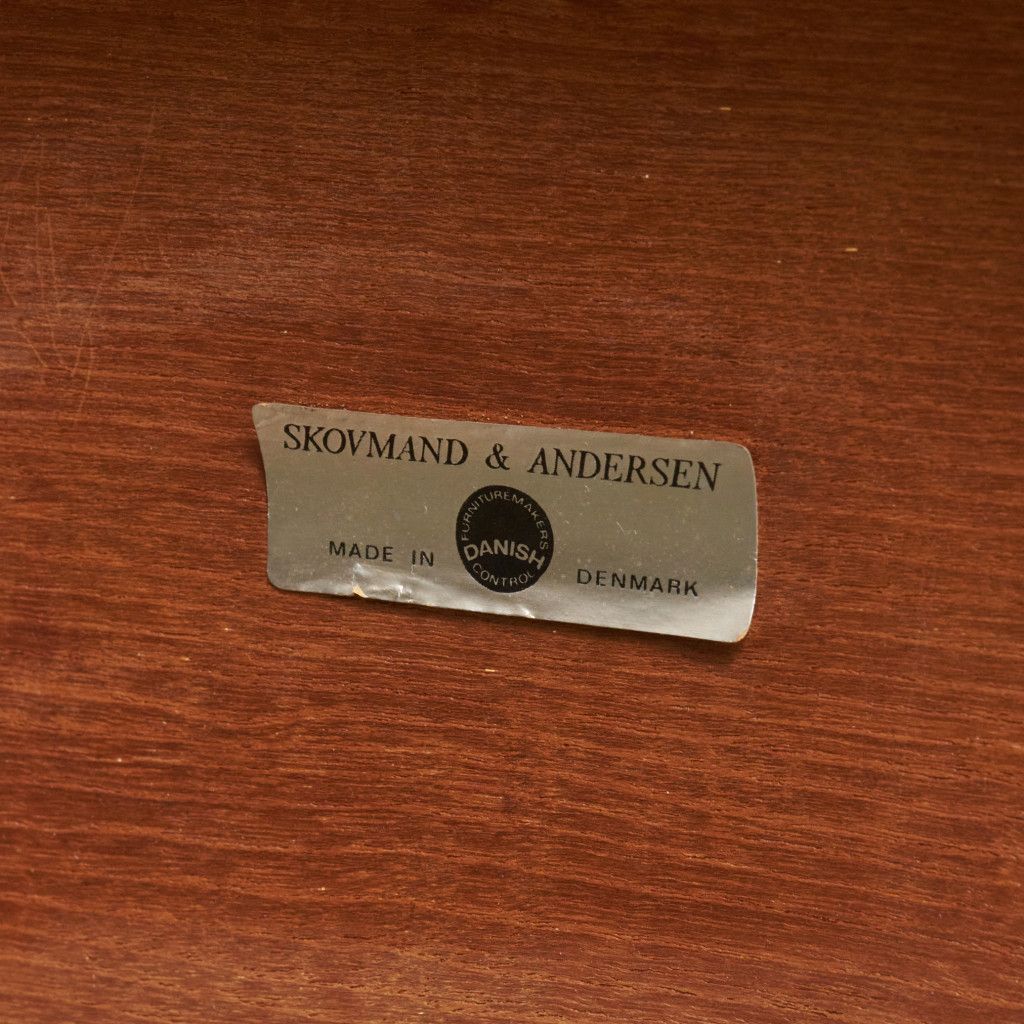 SKOVMAND & ANDERSEN
FURNITUREMAKERS
DANISH
CONTROL
MADE IN DENMARK